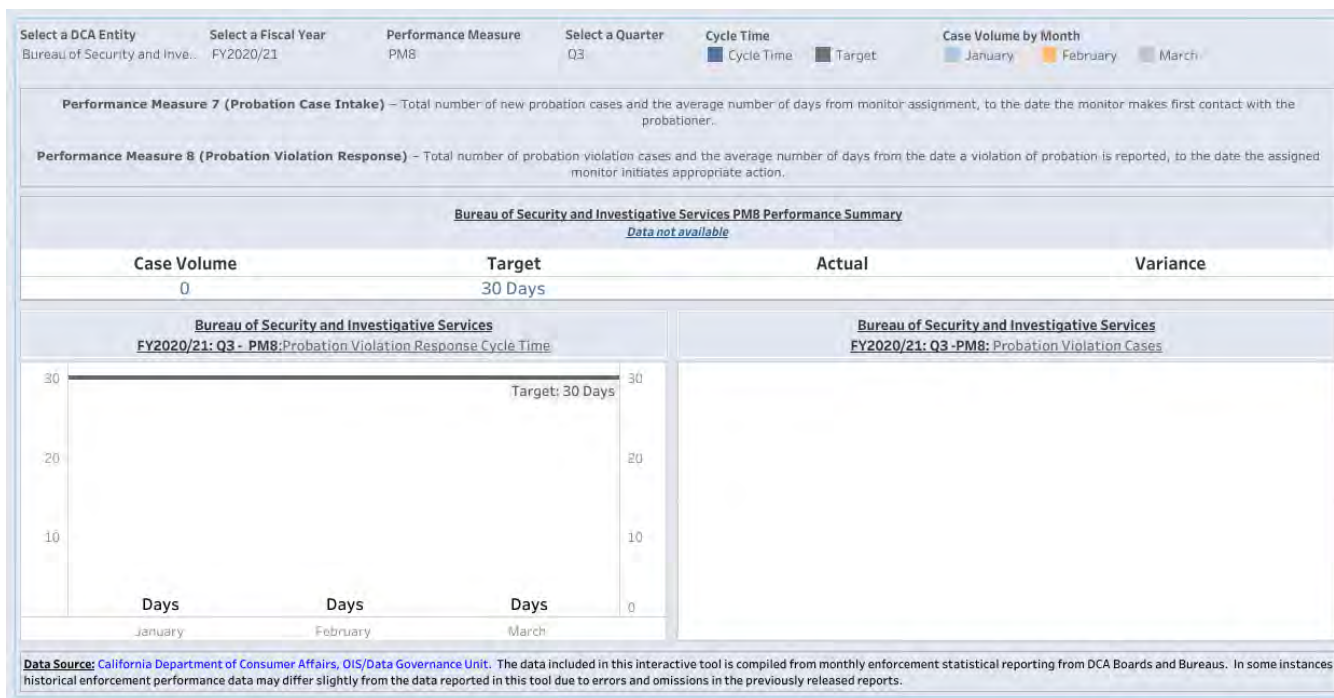 Select a DCA Entity Select a Fiscal Year Performance Measure Select a Quarter Cycle Time Case Volume by Month
Bureau of Security and Inve.. FY2020/21 PM8 Q3 Cycle Time Target January February March
Performance Measure 7 (Probation Case Intake) – Total number of new probation cases and the average number of days from monitor assignment, to the date the monitor makes first contact with the
probationer..
Performance Measure 8 (Probation Violation Response) – Total number of probation violation cases and the average number of days from the date a violation of probation is reported, to the date the assigned
monitor initiates appropriate action.
Bureau of Security and Investigative Services PM8 Performance Summary
Data not available
Case Volume Target Actual Variance
0 30 Days
Bureau of Security and Investigative Services
FY2020/21: Q3 - PM8:Probation Violation Response Cycle Time
Bureau of Security and Investigative Services
FY2020/21: Q3 -PM8: Probation Violation Cases
30 30
Target: 30 Days
20 20
10 10
Days Days Days 0
January February March
Data Source: California Department of Consumer Affairs, OIS/Data Governance Unit. The data included in this interactive tool is compiled from monthly enforcement statistical reporting from DCA Boards and Bureaus. In some instances
historical enforcement performance data may differ slightly from the data reported in this tool due to errors and omissions in the previously released reports.